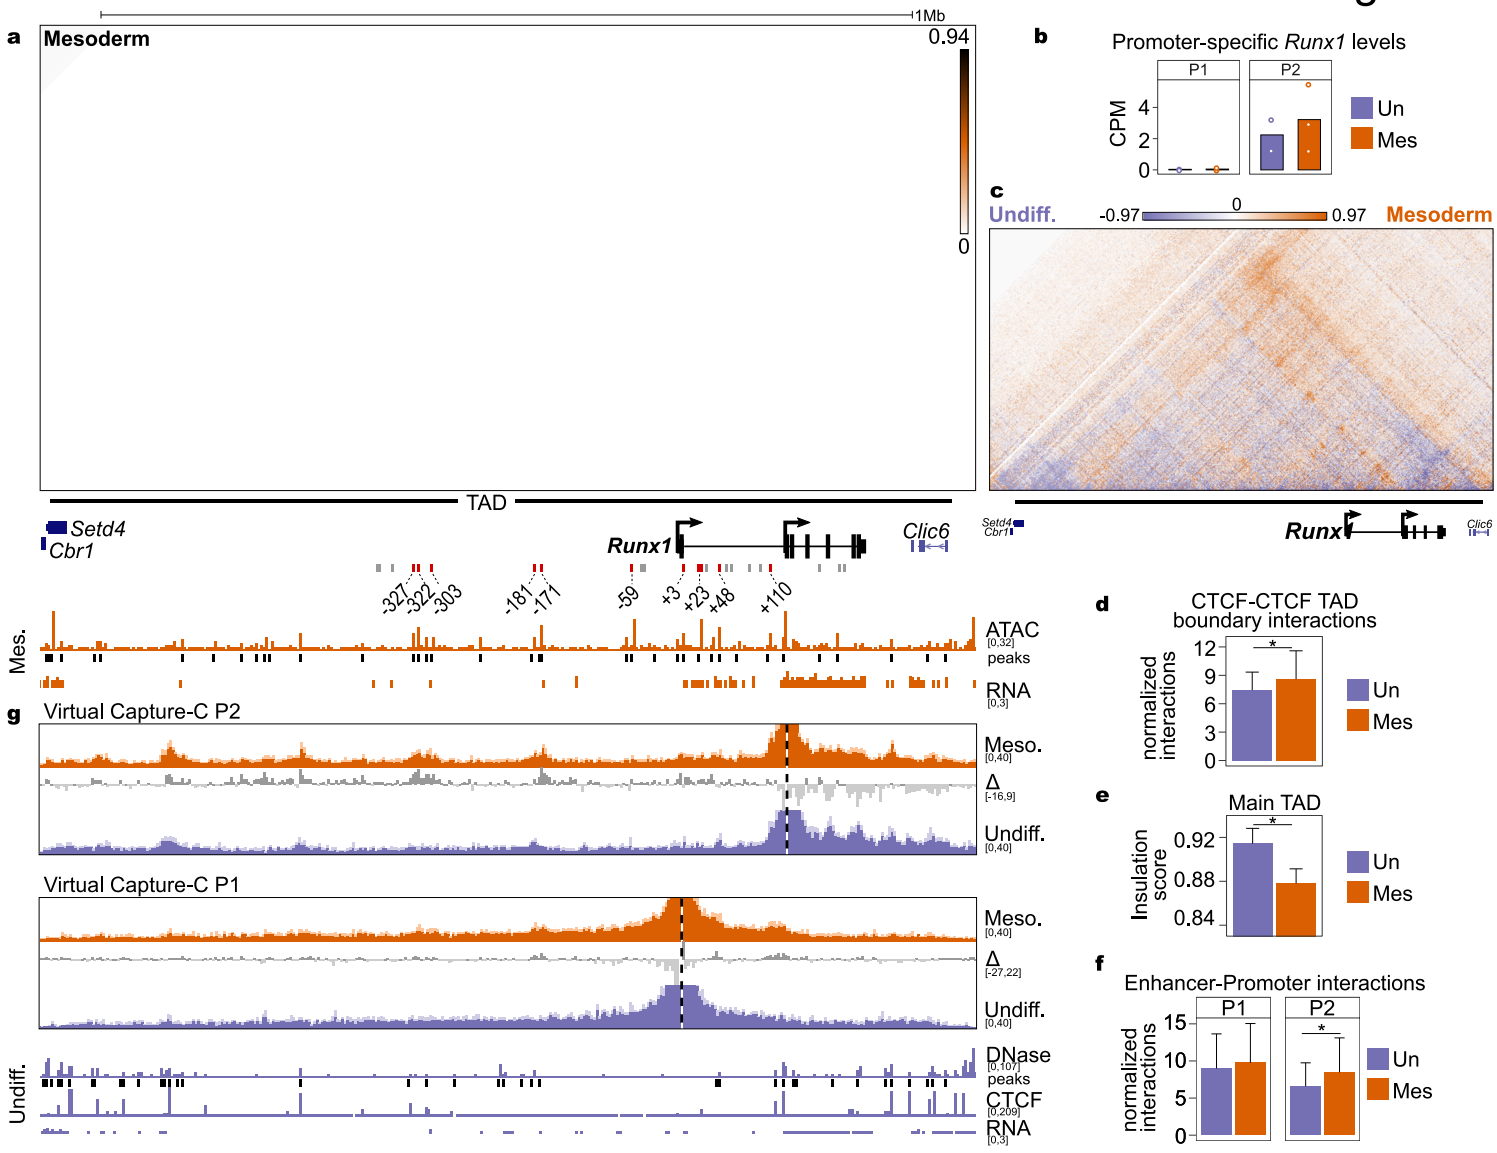 1Mb
a
Mesoderm
0.94
0
TAD
Setd4
Cbr1
Runx1
Clic6
-327
-322
-303
-181
-171
-59
+3
+23
+48
+110
Mes.
ATAC
[0,32]
peaks
RNA
[0,3]
g
Virtual Capture-C P2
Meso.
[0,40]
Δ
[-16,9]
Undiff.
[0,40]
Virtual Capture-C P1
Meso.
[0,40]
Δ
[-27,22]
Undiff.
[0,40]
Undiff.
DNase
[0,107]
peaks
CTCF
[0,209]
RNA
[0,3]
b
Promoter-specific Runx1 levels
P1
P2
CPM
4
2
0
Un
Mes
c
Undiff.
-0.97
0
0.97
Mesoderm
Setd4
Cbr1
Runx1
Clic6
d
CTCF-CTCF TAD
boundary interactions
normalized
interactions
12
9
6
3
0
*
Un
Mes
e
Main TAD
Insulation
score
0.92
0.88
0.84
*
Un
Mes
f
Enhancer-Promoter interactions
P1
P2
normalized
interactions
15
10
5
0
*
Un
Mes